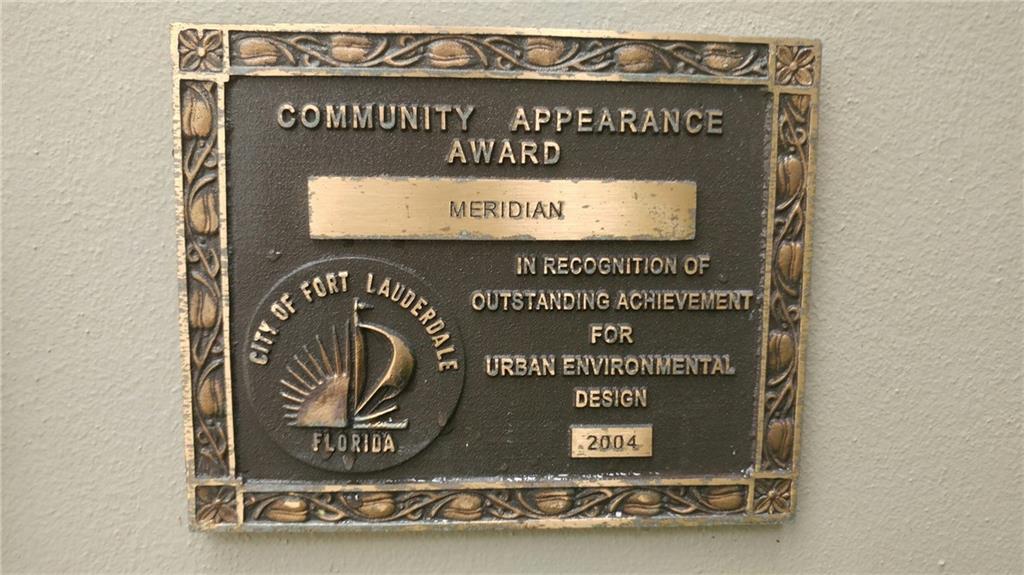 COMMUNITY APPEARANCE
AWARD
MERIDIAN
IN RECOGNITION OF
OUTSTANDING ACHIEVEMENT
FOR
URBAN ENVIRONMENTAL
DESIGN
2004
CITY OF FORT LAUDERDALE
FLORIDA